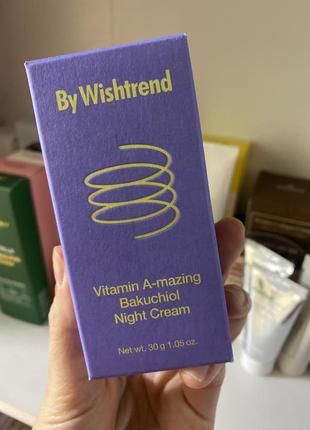 By Wishtrend
Vitamin A-mazing
Bakuchiol
Night Cream
Net wt. 30 g 1.05 oz.